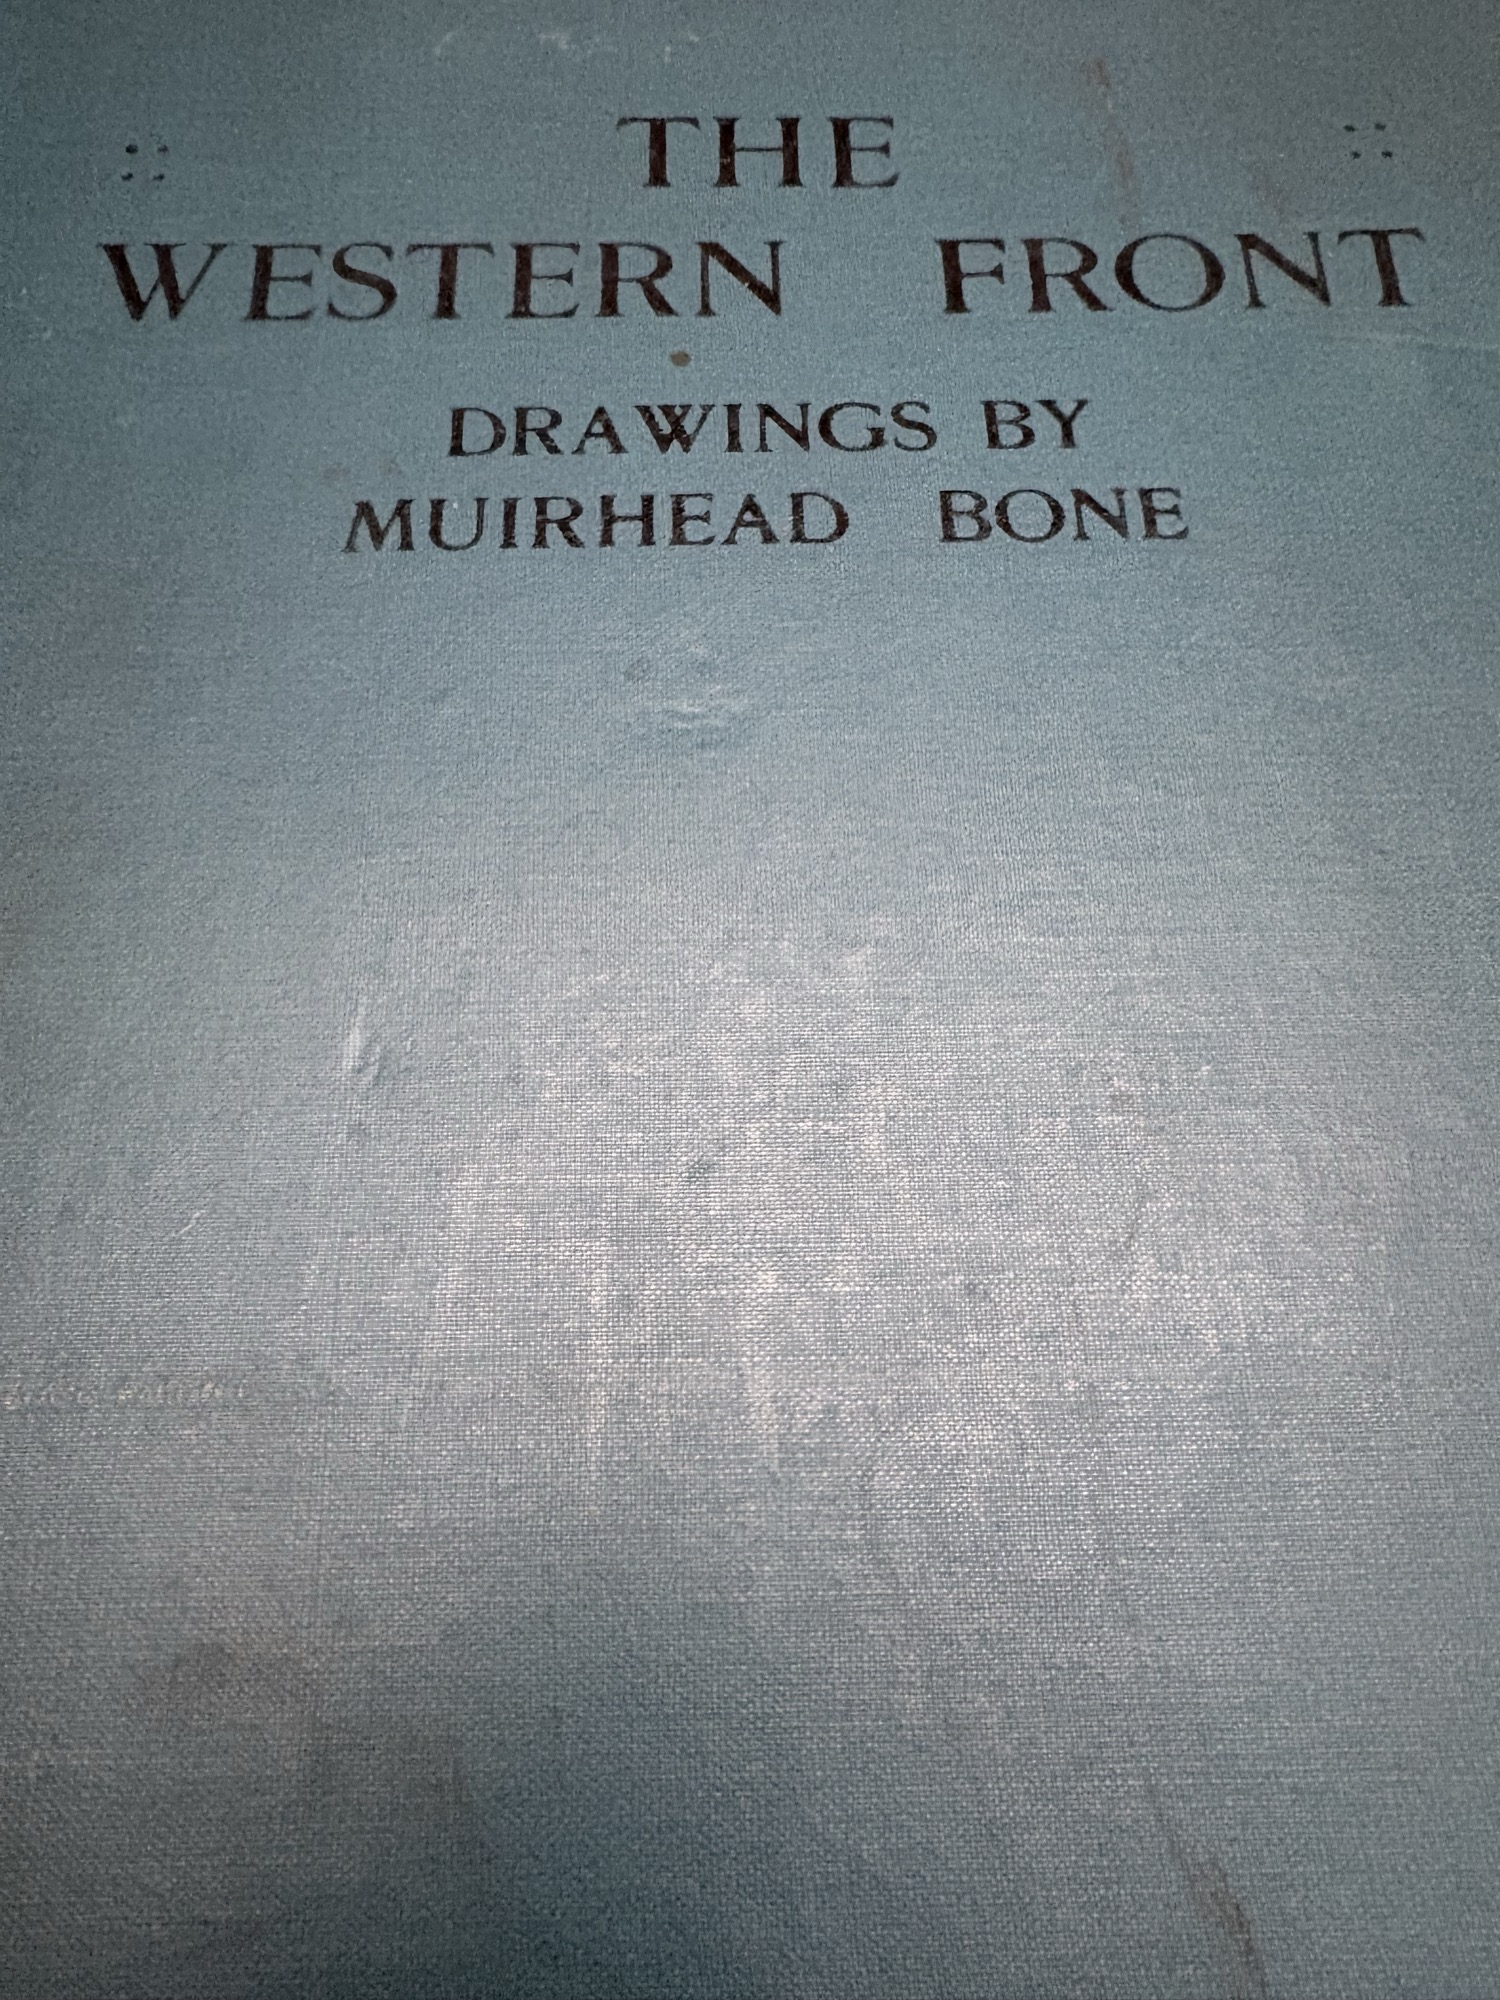 THE
WESTERN FRONT
DRAWINGS BY
MUIRHEAD BONE